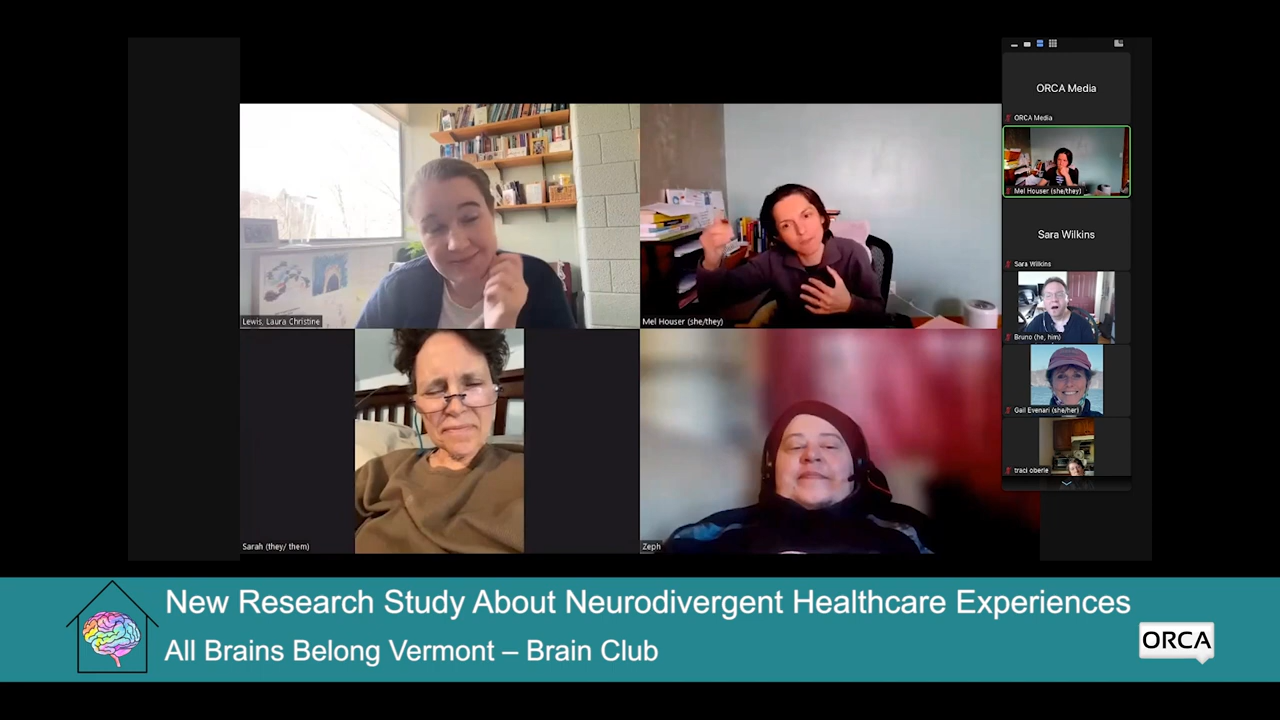 ORCA Media
ORCA Media
Mel Houser (she/they)
Sara Wilkins
Sara Wilkins
Bruno (he, him)
Gail Evenari (she/her)
traci oberle
Lewis, Laura Christine
Mel Houser (she/they)
Sarah (they/ them)
Zeph
New Research Study About Neurodivergent Healthcare Experiences
All Brains Belong Vermont – Brain Club
ORCA